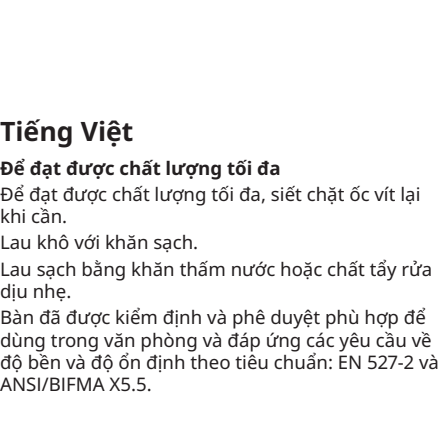 Tiếng Việt
Để đạt được chất lượng tối đa
Để đạt được chất lượng tối đa, siết chặt ốc vít lại
khi cần.
Lau khô với khăn sạch.
Lau sạch bằng khăn thấm nước hoặc chất tẩy rửa
dịu nhẹ.
Bàn đã được kiểm định và phê duyệt phù hợp để
dùng trong văn phòng và đáp ứng các yêu cầu về
độ bền và độ ổn định theo tiêu chuẩn: EN 527-2 và
ANSI/BIFMA X5.5.